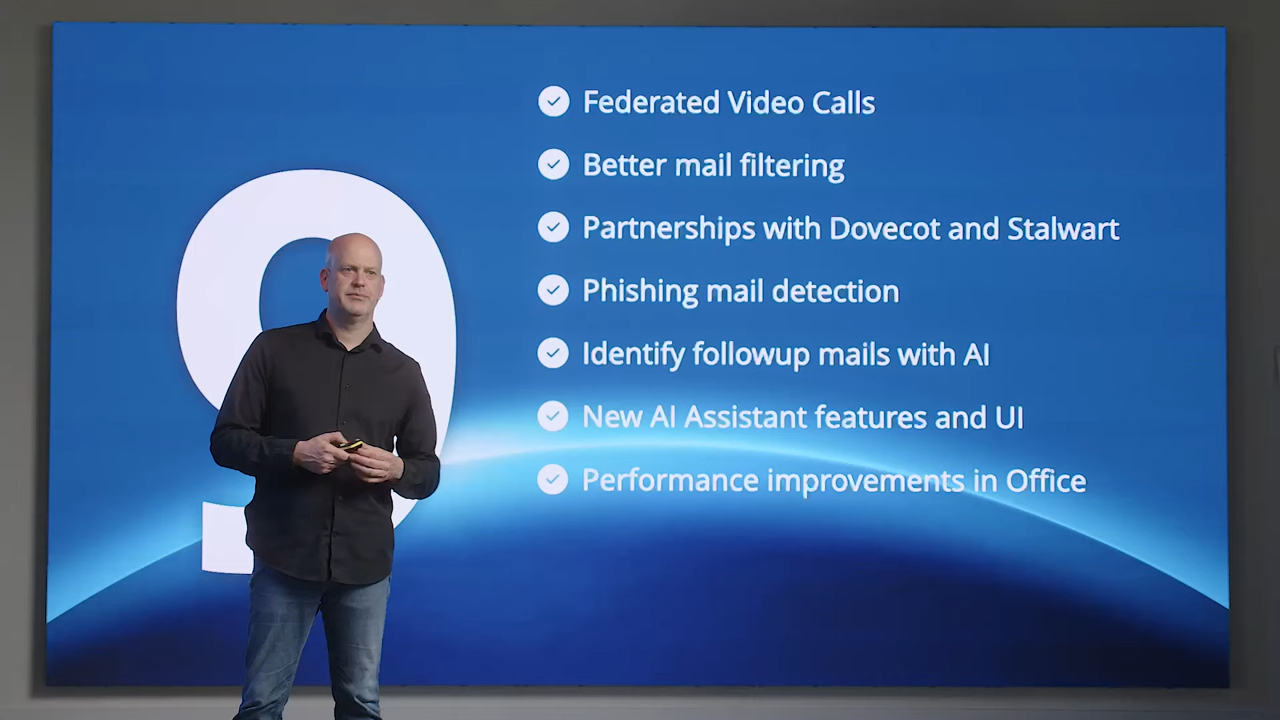 9
Federated Video Calls
Better mail filtering
Partnerships with Dovecot and Stalwart
Phishing mail detection
Identify followup mails with AI
New AI Assistant features and UI
Performance improvements in Office